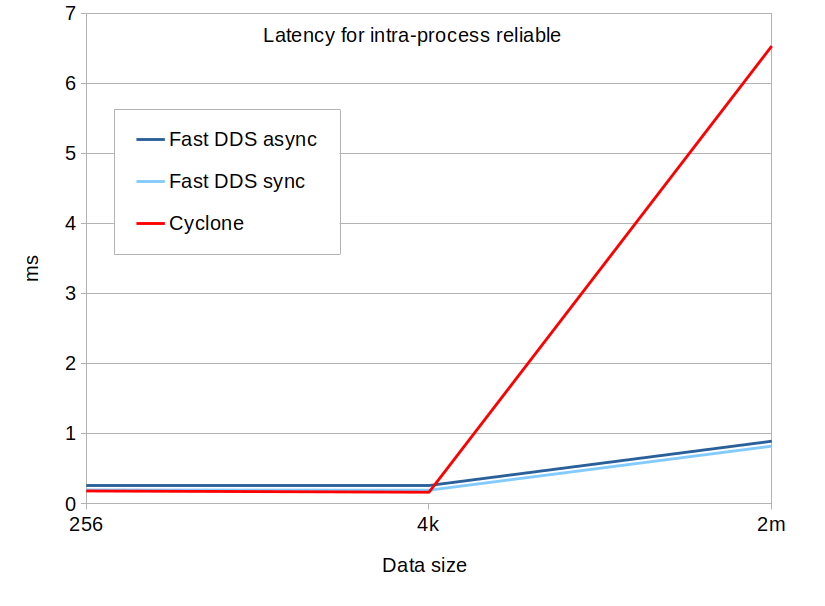 Latency for intra-process reliable
7
6
5
4
3
2
1
0
ms
Fast DDS async
Fast DDS sync
Cyclone
256
4k
2m
Data size